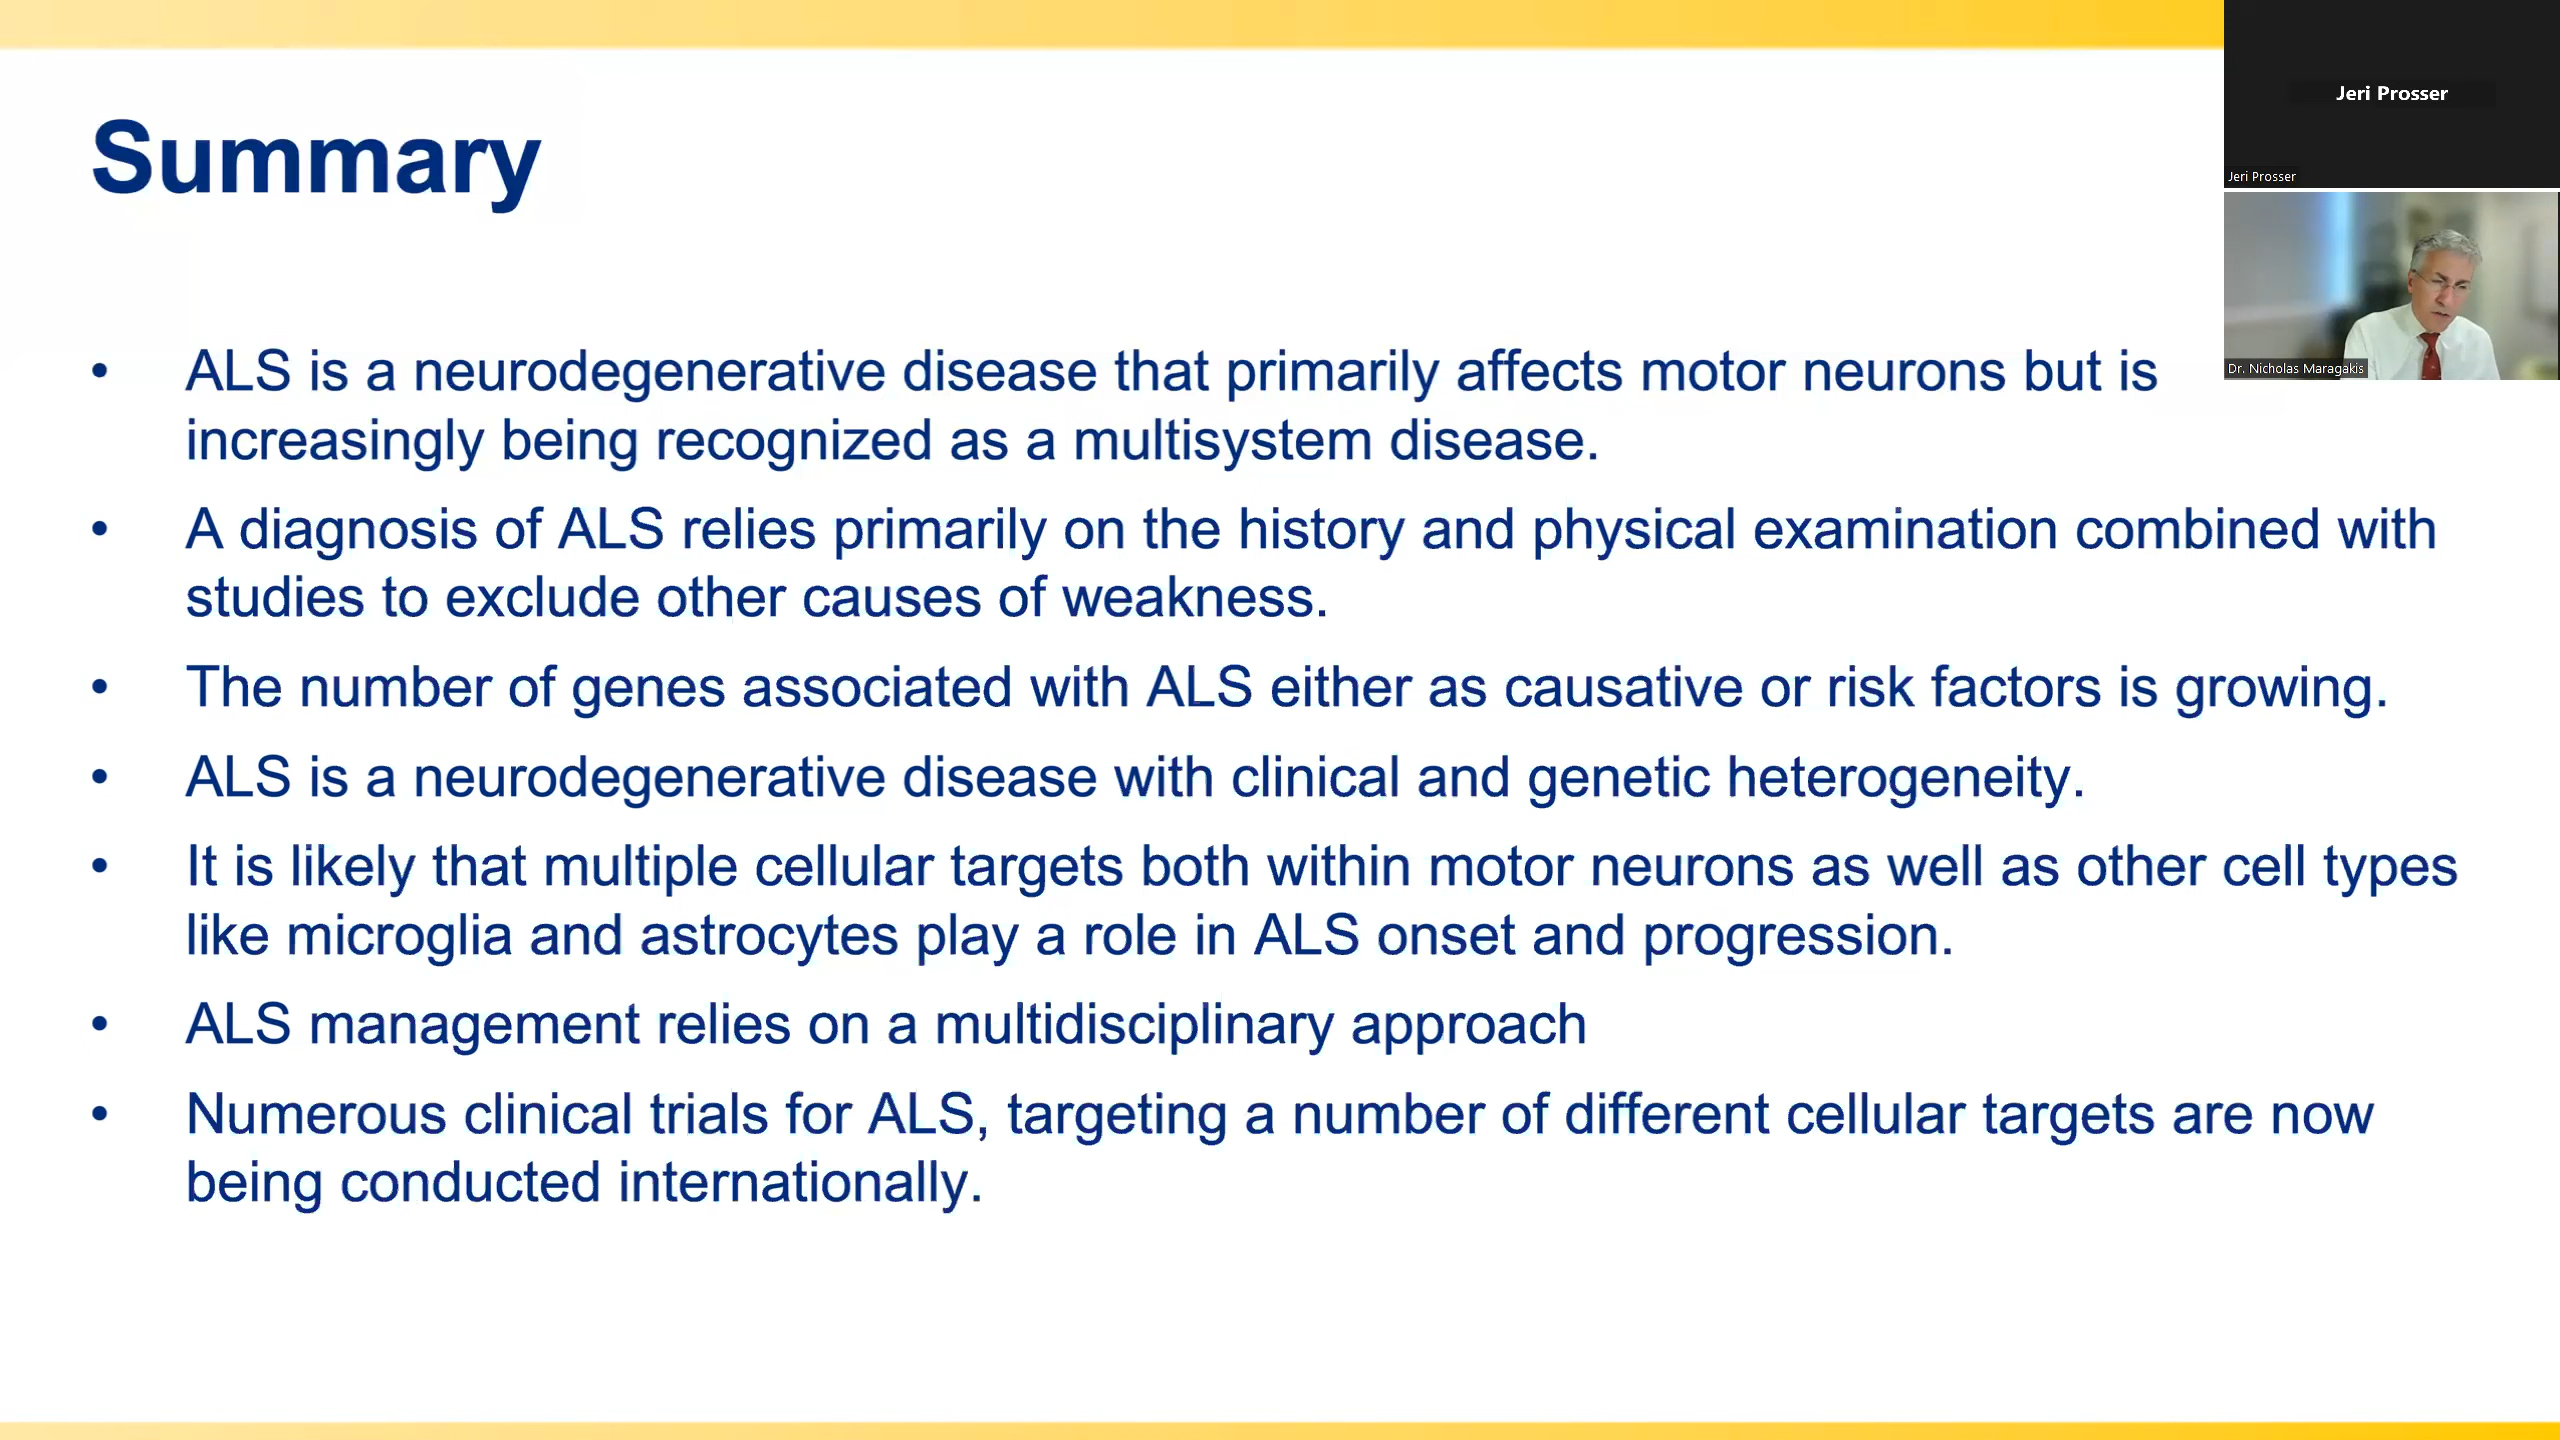 Summary
• ALS is a neurodegenerative disease that primarily affects motor neurons but is
increasingly being recognized as a multisystem disease.
• A diagnosis of ALS relies primarily on the history and physical examination combined with
studies to exclude other causes of weakness.
• The number of genes associated with ALS either as causative or risk factors is growing.
• ALS is a neurodegenerative disease with clinical and genetic heterogeneity.
• It is likely that multiple cellular targets both within motor neurons as well as other cell types
like microglia and astrocytes play a role in ALS onset and progression.
• ALS management relies on a multidisciplinary approach
• Numerous clinical trials for ALS, targeting a number of different cellular targets are now
being conducted internationally.
Jeri Prosser
Jeri Prosser
Dr. Nicholas Maragakis